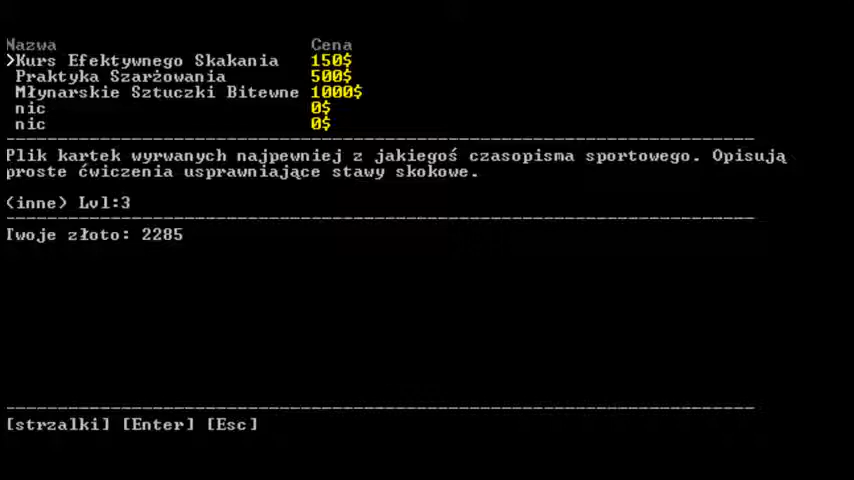 Nazwa Cena
>Kurs Efektywnego Skakania 150$
Praktyka Szarżowania 500$
Młynarskie Sztuczki Bitewne 1000$
nic 0$
nic 0$
Plik kartek wyrwanych najpewniej z jakiegoś czasopisma sportowego. Opisują
proste ćwiczenia usprawniające stawy skokowe.
(inne) Lvl:3
Twoje złoto: 2285
[strzalki] [Enter] [Esc]